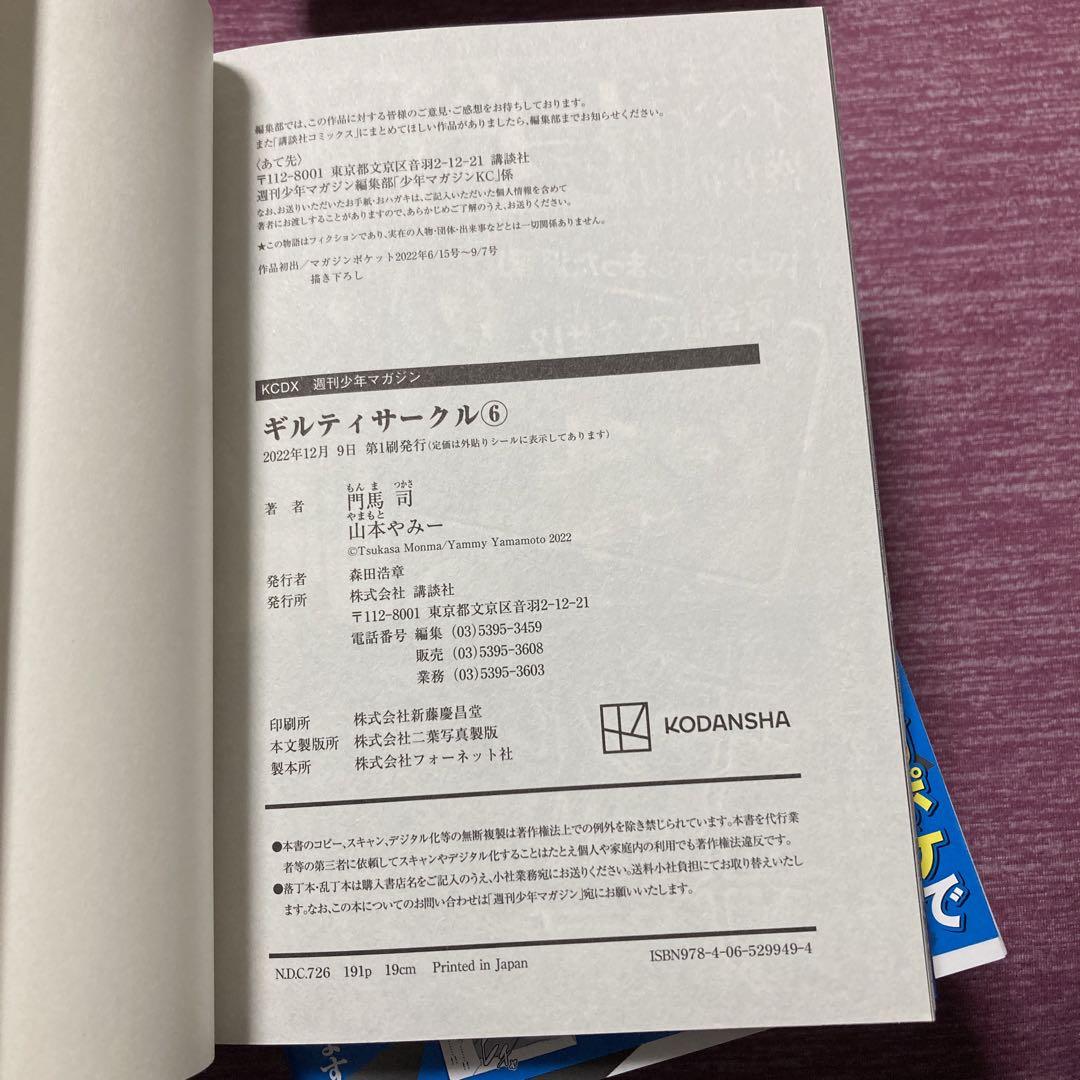 編集部では、この作品に対する皆様のご意見・ご感想をお待ちしております。
また「講談社コミックス」にまとめてほしい作品がありましたら、編集部までお知らせください。
〈あて先〉
〒112-8001 東京都文京区音羽2-12-21 講談社
週刊少年マガジン編集部「少年マガジンKC」係
なお、お送りいただいたお手紙・おハガキは、ご記入いただいた個人情報を含めて
著者にお渡しすることがありますので、あらかじめご了解のうえ、お送りください。
★この物語はフィクションであり、実在の人物・団体・出来事などとは一切関係ありません。
作品初出／マガジンポケット2022年6/15号〜9/7号
描き下ろし
KCDX 週刊少年マガジン
ギルティサークル⑥
2022年12月 9日 第1刷発行(定価は外貼りシールに表示してあります)
もん ま つかさ
著者 門馬 司
やまもと
山本やみー
©Tsukasa Monma/Yammy Yamamoto 2022
発行者 森田浩章
発行所 株式会社 講談社
〒112-8001 東京都文京区音羽2-12-21
電話番号 編集 (03)5395-3459
販売 (03)5395-3608
業務 (03)5395-3603
印刷所 株式会社新藤慶昌堂
本文製版所 株式会社二葉写真製版
製本所 株式会社フォーネット社
KODANSHA
●本書のコピー、スキャン、デジタル化等の無断複製は著作権法上での例外を除き禁じられています。本書を代行業
者等の第三者に依頼してスキャンやデジタル化することはたとえ個人や家庭内の利用でも著作権法違反です。
●落丁本・乱丁本は購入書店名をご記入のうえ、小社業務宛にお送りください。送料小社負担にてお取り替えいたし
ます。なお、この本についてのお問い合わせは「週刊少年マガジン」宛にお願いいたします。
N.D.C.726 191p 19cm Printed in Japan
ISBN978-4-06-529949-4